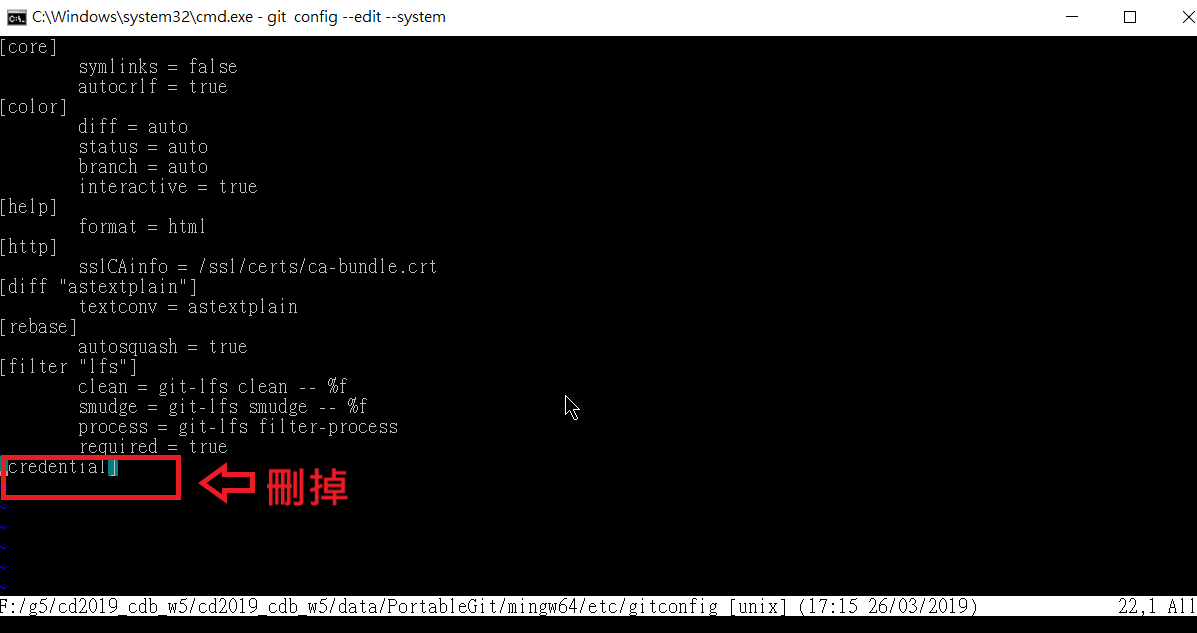 C:\Windows\system32\cmd.exe - git  config --edit --system
[core]
symlinks = false
autocrlf = true
[color]
diff = auto
status = auto
branch = auto
interactive = true
[help]
format = html
[http]
sslCAinfo = /ssl/certs/ca-bundle.crt
[diff "astextplain"]
textconv = astextplain
[rebase]
autosquash = true
[filter "lfs"]
clean = git-lfs clean -- %f
smudge = git-lfs smudge -- %f
process = git-lfs filter-process
required = true
[credential]
刪掉
~
~
~
~
~
~
F:/g5/cd2019_cdb_w5/cd2019_cdb_w5/data/PortableGit/mingw64/etc/gitconfig [unix] (17:15 26/03/2019) 22,1 All